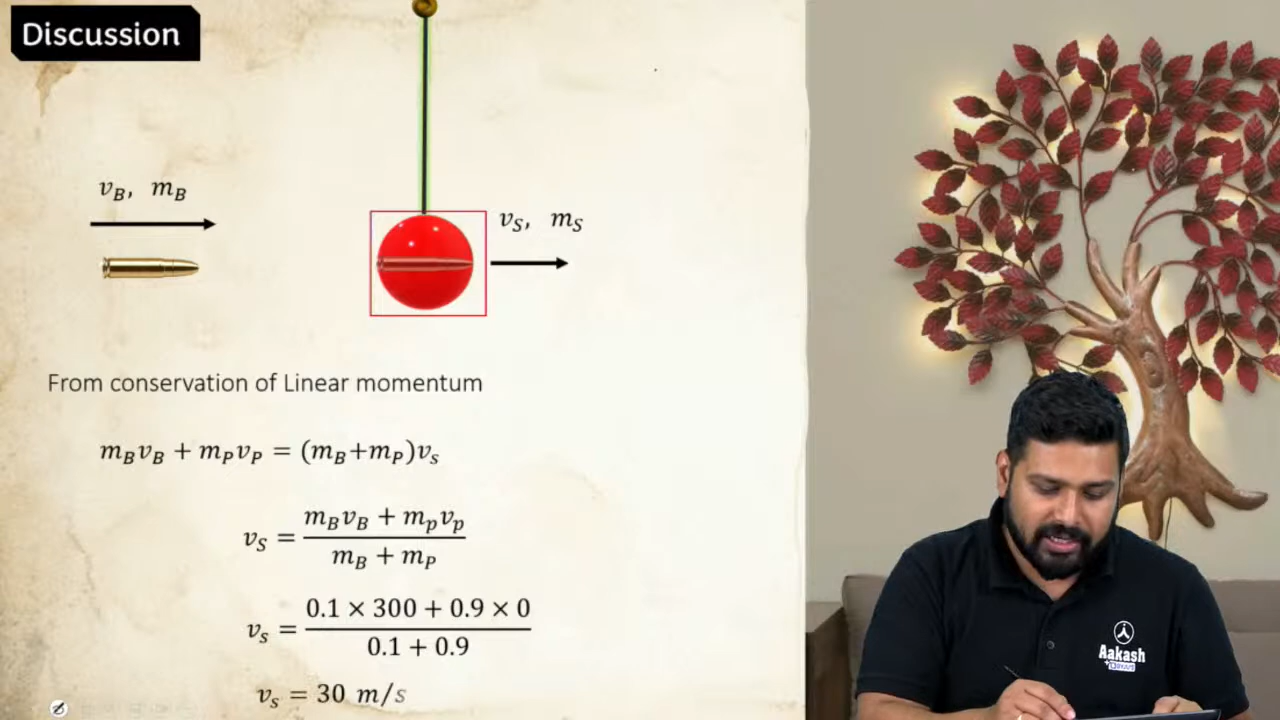 Discussion
v_B, m_B
v_S, m_S
From conservation of Linear momentum
m_B v_B + m_P v_P = (m_B+m_P)v_s
v_S = (m_B v_B + m_p v_p) / (m_B + m_P)
v_s = (0.1 × 300 + 0.9 × 0) / (0.1 + 0.9)
v_s = 30 m/s
Aakash